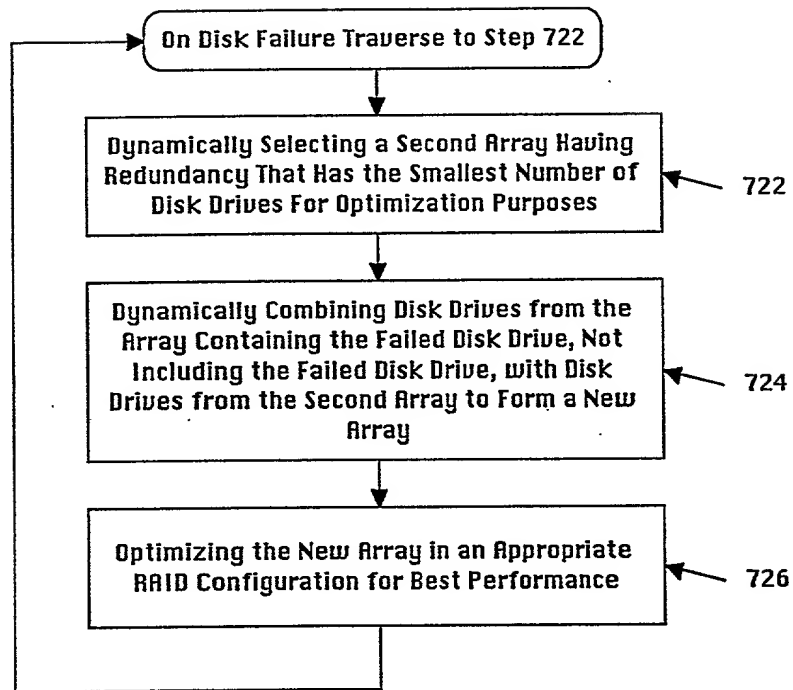 On Disk Failure Traverse to Step 722
Dynamically Selecting a Second Array Having
Redundancy That Has the Smallest Number of
Disk Drives For Optimization Purposes
722
Dynamically Combining Disk Drives from the
Array Containing the Failed Disk Drive, Not
Including the Failed Disk Drive, with Disk
Drives from the Second Array to Form a New
Array
724
Optimizing the New Array in an Appropriate
RAID Configuration for Best Performance
726